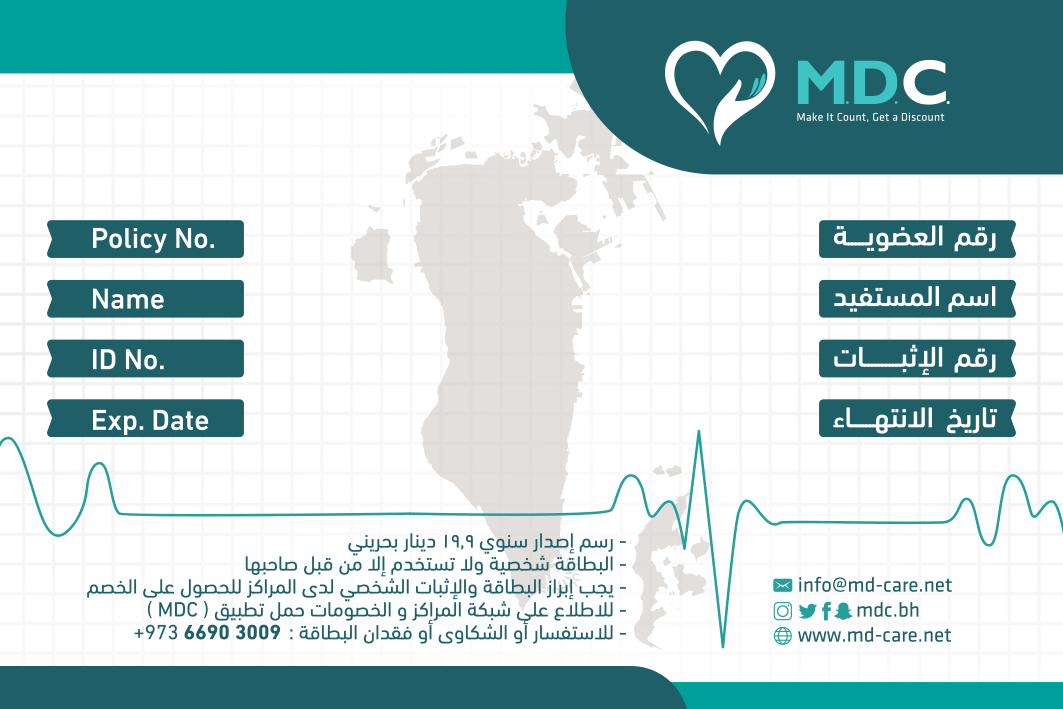 M.D.C.
Make It Count, Get a Discount
Policy No.
رقم العضويـــة
Name
اسم المستفيد
ID No.
رقم الإثبـــــات
Exp. Date
تاريخ الانتهـــاء
- رسم إصدار سنوي ١٩,٩ دينار بحريني
- البطاقة شخصية ولا تستخدم إلا من قبل صاحبها
- يجب إبراز البطاقة والإثبات الشخصي لدى المراكز للحصول على الخصم
- للاطلاع على شبكة المراكز و الخصومات حمل تطبيق ( MDC )
- للاستفسار أو الشكاوى أو فقدان البطاقة : 3009 6690 973+
info@md-care.net
mdc.bh
www.md-care.net